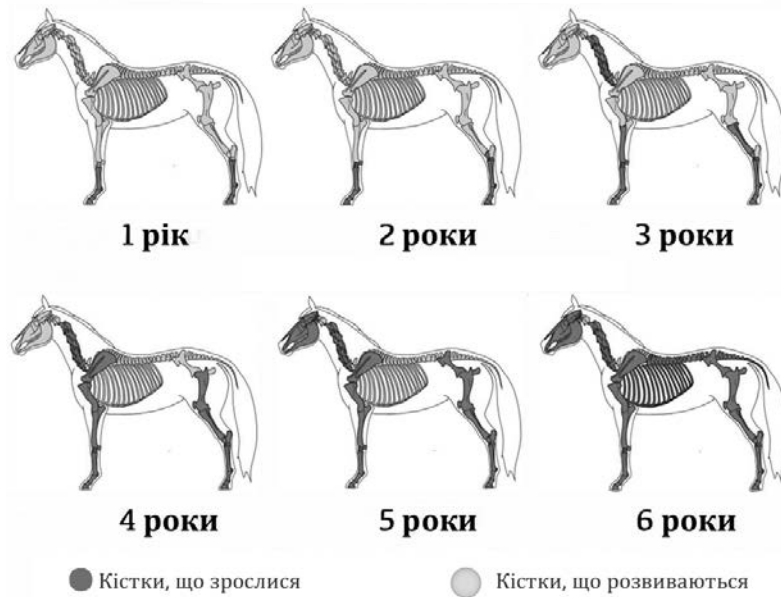 1 рік
2 роки
3 роки
4 роки
5 роки
6 роки
Кістки, що зрослися
Кістки, що розвиваються